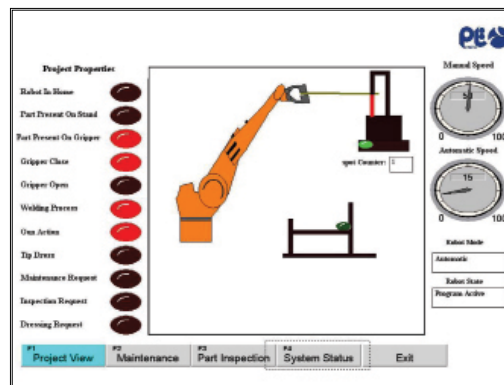 Project Properties
Robot In Home
Part Present On Stand
Part Present On Gripper
Gripper Close
Gripper Open
Welding Process
Gun Action
Tip Dress
Maintenance Request
Inspection Request
Dressing Request
spot Counter: 1
Manual Speed
50
0 100
Automatic Speed
15
0 100
Robot Mode
Automatic
Robot State
Program Active
F1 Project View
F2 Maintenance
F3 Part Inspection
F4 System Status
Exit